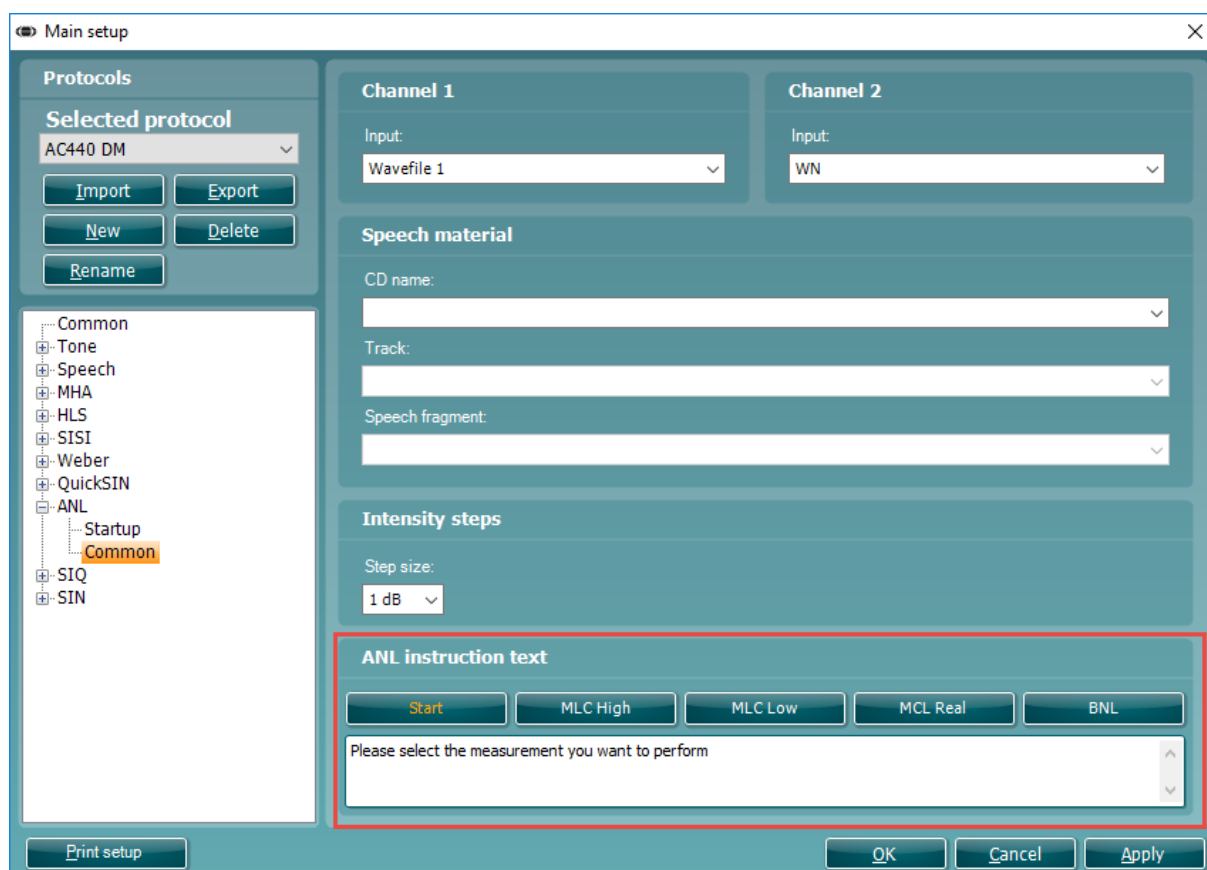 Main setup
Protocols
Selected protocol
AC440 DM
Import
Export
New
Delete
Rename
Common
Tone
Speech
MHA
HLS
SISI
Weber
QuickSIN
ANL
Startup
Common
SIQ
SIN
Print setup
Channel 1
Input:
Wavefile 1
Channel 2
Input:
WN
Speech material
CD name:
Track:
Speech fragment:
Intensity steps
Step size:
1 dB
ANL instruction text
Start
MLC High
MLC Low
MCL Real
BNL
Please select the measurement you want to perform
OK
Cancel
Apply